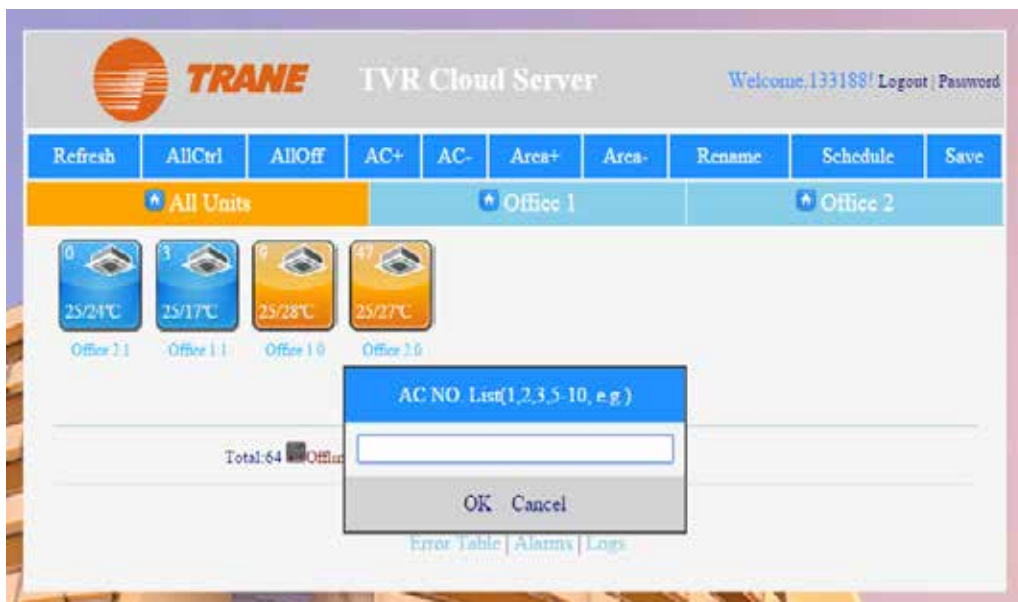 TRANE TVR Cloud Server Welcome,133188! Logout | Password
Refresh AllCtrl AllOff AC+ AC- Area+ Area- Rename Schedule Save
All Units Office 1 Office 2
0 3 9 47
25/24℃ 25/17℃ 25/28℃ 25/27℃
Office 2.1 Office 1.1 Office 1.0 Office 2.0
AC NO. List(1,2,3,5-10, e.g.)
Total:64
OK Cancel
Error Table | Alarms | Logs